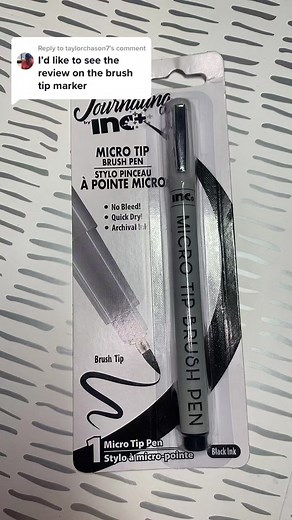 Reply to taylorchason7's comment
I'd like to see the
review on the brush
tip marker
Journaling
by inc+
MICRO TIP
BRUSH PEN
STYLO PINCEAU
À POINTE MICRO
• No Bleed!
• Quick Dry!
• Archival Ink
inc+
MICRO TIP BRUSH PEN
Brush Tip
1 Micro Tip Pen
Stylo à micro-pointe
Black Ink